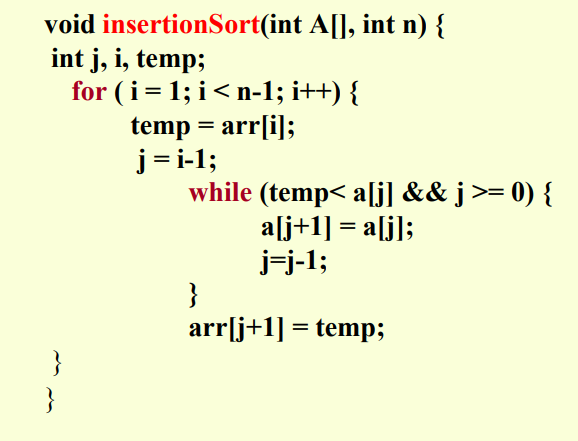 void insertionSort(int A[], int n) {
int j, i, temp;
for ( i = 1; i < n-1; i++) {
temp = arr[i];
j = i-1;
while (temp< a[j] && j >= 0) {
a[j+1] = a[j];
j=j-1;
}
arr[j+1] = temp;
}
}